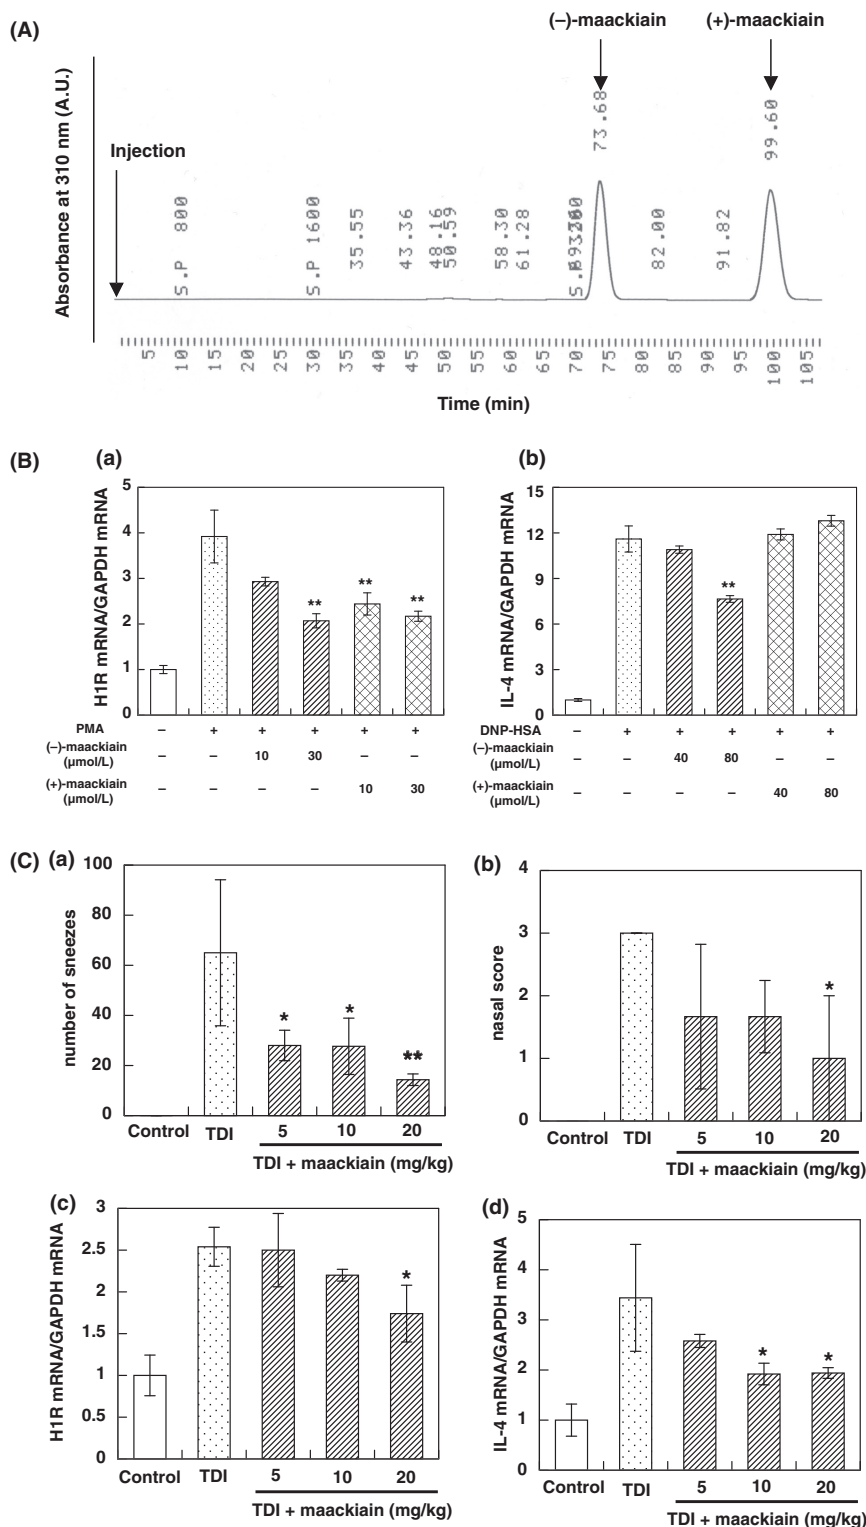 (A)
(–)-maackiain
(+)-maackiain
Absorbance at 310 nm (A.U.)
Injection
S.P 800
S.P 1600
35.55
43.36
48.16
50.59
58.30
61.28
73.68
82.00
91.82
99.60
5 10 15 20 25 30 35 40 45 50 55 60 65 70 75 80 85 90 95 100 105
Time (min)
(B)
(a)
H1R mRNA/GAPDH mRNA
5
4
3
2
1
0
** ** **
PMA – + + + + +
(–)-maackiain
(µmol/L)
– – 10 30 – –
(+)-maackiain
(µmol/L)
– – – – 10 30
(b)
IL-4 mRNA/GAPDH mRNA
15
12
9
6
3
0
**
DNP-HSA – + + + + +
(–)-maackiain
(µmol/L)
– – 40 80 – –
(+)-maackiain
(µmol/L)
– – – – 40 80
(C)
(a)
number of sneezes
100
80
60
40
20
0
* * **
Control TDI 5 10 20
TDI + maackiain (mg/kg)
(b)
nasal score
4
3
2
1
0
*
Control TDI 5 10 20
TDI + maackiain (mg/kg)
(c)
H1R mRNA/GAPDH mRNA
3
2.5
2
1.5
1
0.5
0
*
Control TDI 5 10 20
TDI + maackiain (mg/kg)
(d)
IL-4 mRNA/GAPDH mRNA
5
4
3
2
1
0
* *
Control TDI 5 10 20
TDI + maackiain (mg/kg)